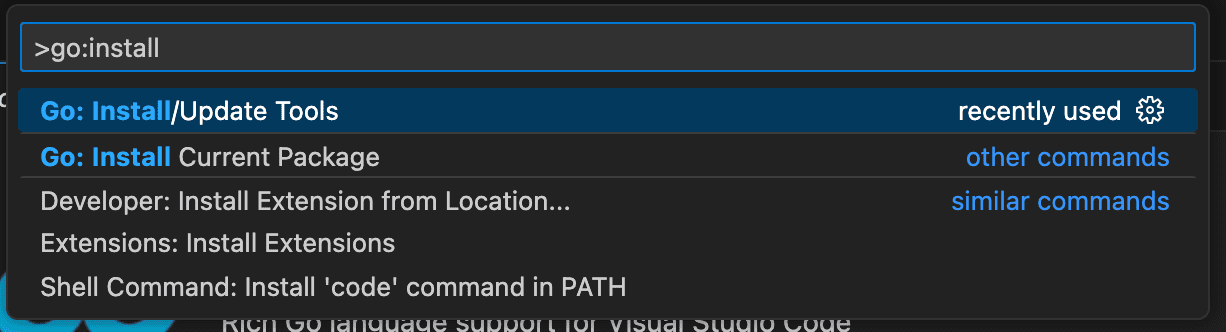 >go:install
Go: Install/Update Tools recently used
Go: Install Current Package other commands
Developer: Install Extension from Location... similar commands
Extensions: Install Extensions
Shell Command: Install 'code' command in PATH
Rich Go language support for Visual Studio Code